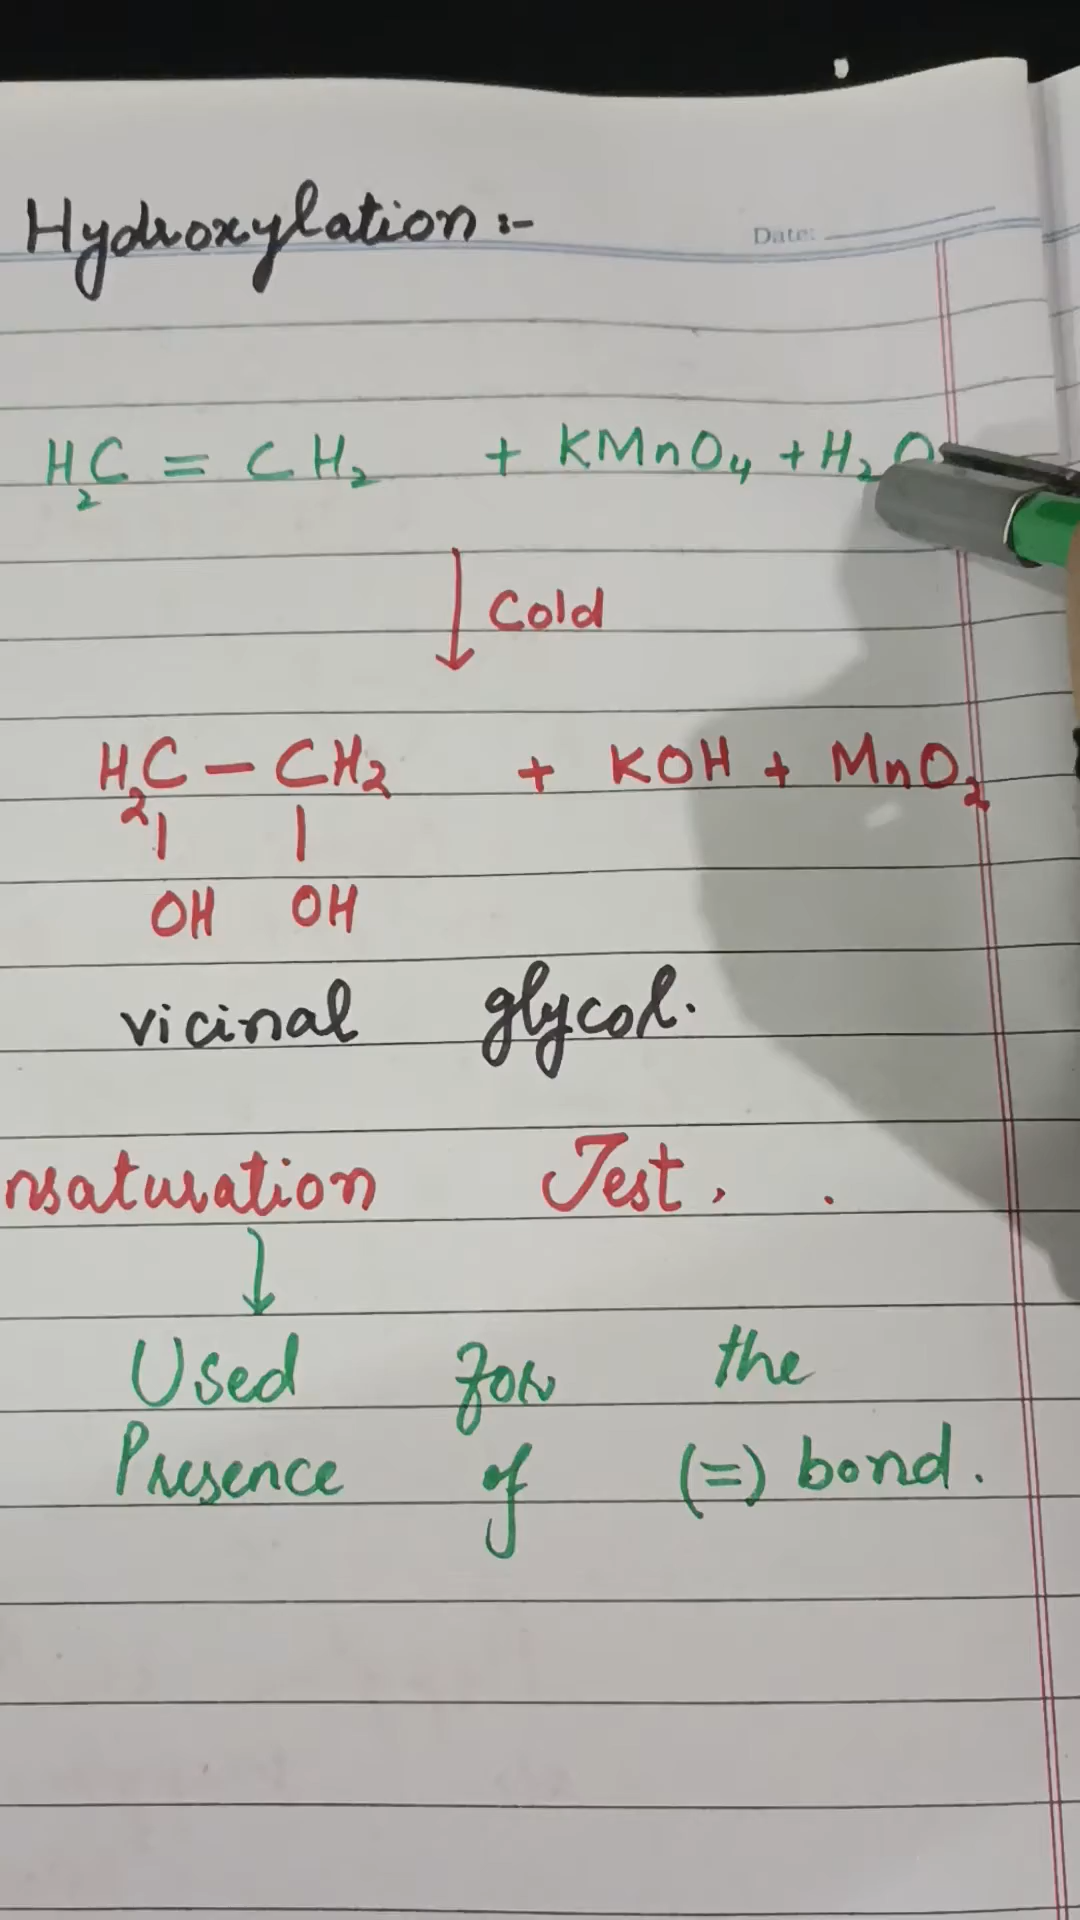 Hydroxylation :-
Date:
H₂C = CH₂ + KMnO₄ + H₂O
Cold
H₂C – CH₂ + KOH + MnO₂
OH OH
vicinal glycol.
nsaturation Test.
Used for the
Presence of (=) bond.